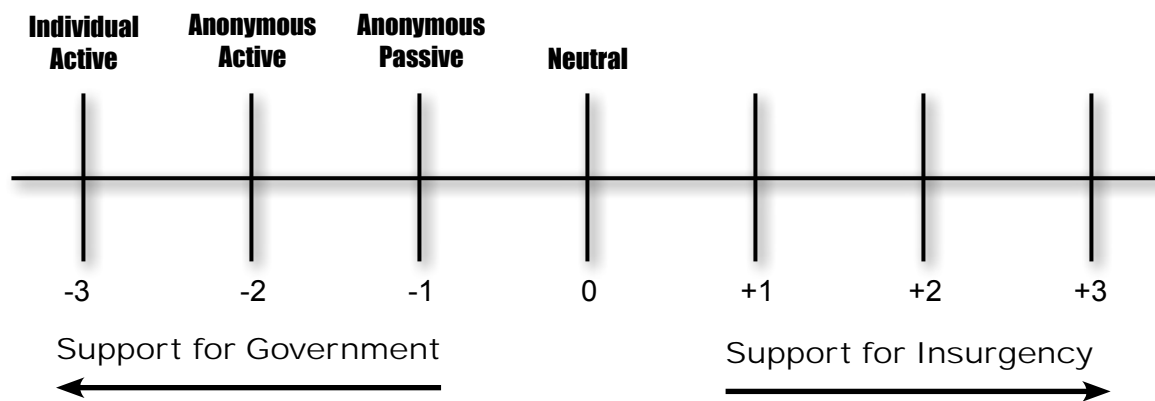 Individual Active
Anonymous Active
Anonymous Passive
Neutral
-3 -2 -1 0 +1 +2 +3
Support for Government
Support for Insurgency